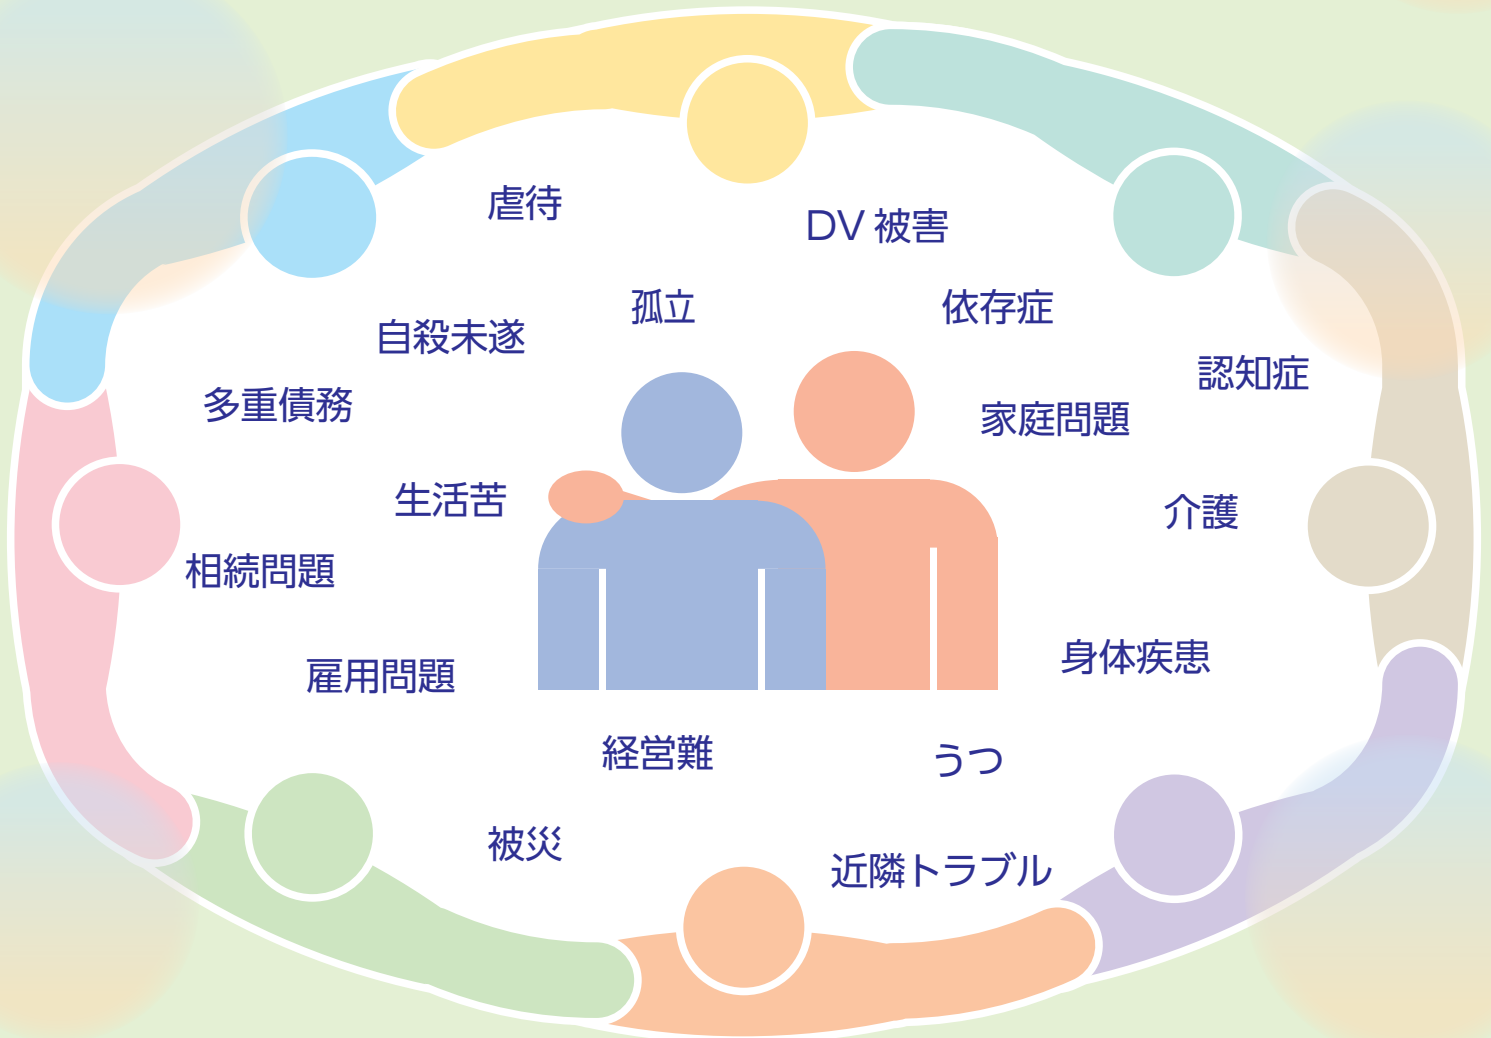 虐待
DV 被害
孤立
依存症
自殺未遂
認知症
多重債務
家庭問題
生活苦
介護
相続問題
身体疾患
雇用問題
経営難
うつ
被災
近隣トラブル